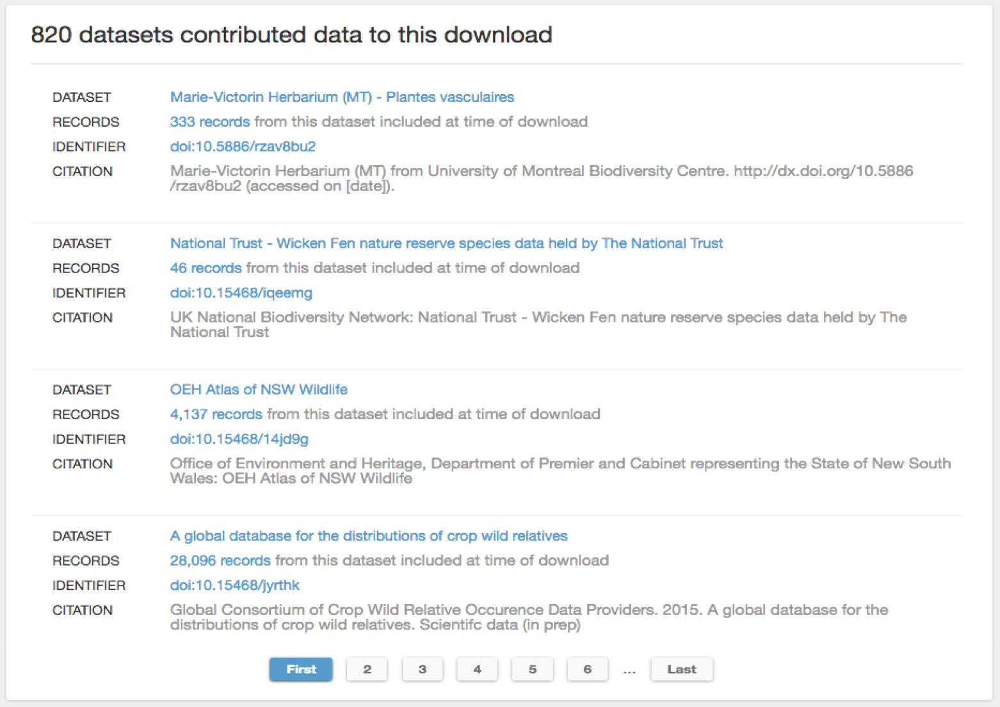 820 datasets contributed data to this download
DATASET Marie-Victorin Herbarium (MT) - Plantes vasculaires
RECORDS 333 records from this dataset included at time of download
IDENTIFIER doi:10.5886/rzav8bu2
CITATION Marie-Victorin Herbarium (MT) from University of Montreal Biodiversity Centre. http://dx.doi.org/10.5886
/rzav8bu2 (accessed on [date]).
DATASET National Trust - Wicken Fen nature reserve species data held by The National Trust
RECORDS 46 records from this dataset included at time of download
IDENTIFIER doi:10.15468/iqeemg
CITATION UK National Biodiversity Network: National Trust - Wicken Fen nature reserve species data held by The
National Trust
DATASET OEH Atlas of NSW Wildlife
RECORDS 4,137 records from this dataset included at time of download
IDENTIFIER doi:10.15468/14jd9g
CITATION Office of Environment and Heritage, Department of Premier and Cabinet representing the State of New South
Wales: OEH Atlas of NSW Wildlife
DATASET A global database for the distributions of crop wild relatives
RECORDS 28,096 records from this dataset included at time of download
IDENTIFIER doi:10.15468/jyrthk
CITATION Global Consortium of Crop Wild Relative Occurence Data Providers. 2015. A global database for the
distributions of crop wild relatives. Scientifc data (in prep)
First 2 3 4 5 6 ... Last